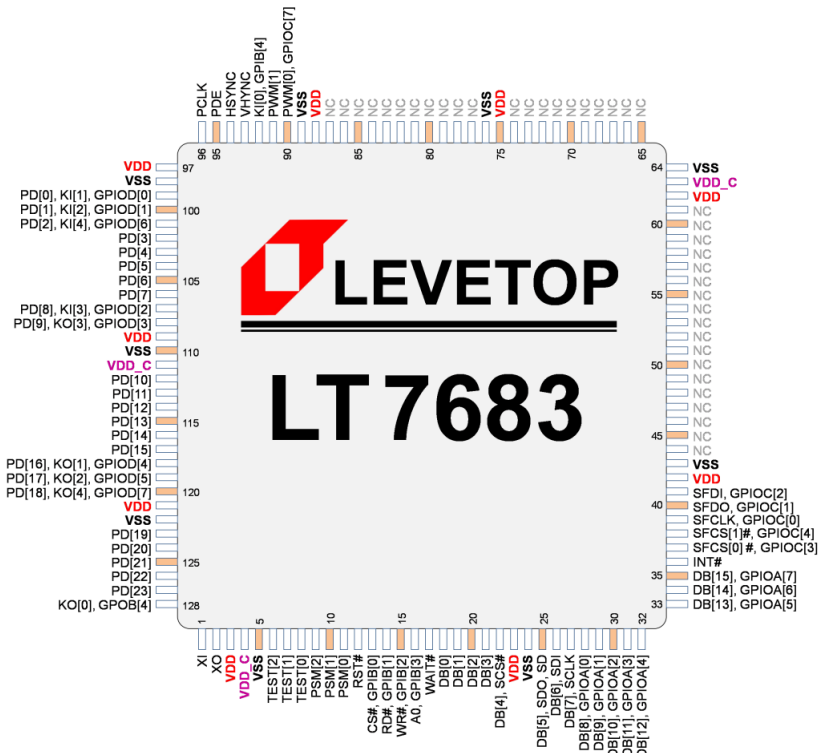 PCLK
PDE
HSYNC
VHYNC
KI[0], GPIB[4]
PWM[1]
PWM[0], GPIOC[7]
VSS
VDD
NC
NC
NC
NC
NC
NC
NC
NC
NC
NC
NC
VSS
VDD
NC
NC
NC
NC
NC
NC
NC
NC
NC
NC
96
95
90
85
80
75
70
65
VDD 97
VSS
PD[0], KI[1], GPIOD[0]
PD[1], KI[2], GPIOD[1] 100
PD[2], KI[4], GPIOD[6]
PD[3]
PD[4]
PD[5]
PD[6] 105
PD[7]
PD[8], KI[3], GPIOD[2]
PD[9], KO[3], GPIOD[3]
VDD
VSS 110
VDD_C
PD[10]
PD[11]
PD[12]
PD[13] 115
PD[14]
PD[15]
PD[16], KO[1], GPIOD[4]
PD[17], KO[2], GPIOD[5]
PD[18], KO[4], GPIOD[7] 120
VDD
VSS
PD[19]
PD[20]
PD[21] 125
PD[22]
PD[23]
KO[0], GPOB[4] 128
LEVETOP
LT7683
64 VSS
VDD_C
VDD
NC
60 NC
NC
NC
NC
NC
55 NC
NC
NC
NC
NC
50 NC
NC
NC
NC
NC
45 NC
NC
VSS
VDD
SFDI, GPIOC[2]
40 SFDO, GPIOC[1]
SFCLK, GPIOC[0]
SFCS[1]#, GPIOC[4]
SFCS[0] #, GPIOC[3]
INT#
35 DB[15], GPIOA[7]
DB[14], GPIOA[6]
33 DB[13], GPIOA[5]
1
5
10
15
20
25
30
32
XI
XO
VDD
VDD_C
VSS
TEST[2]
TEST[1]
TEST[0]
PSM[2]
PSM[1]
PSM[0]
RST#
CS#, GPIB[0]
RD#, GPIB[1]
WR#, GPIB[2]
A0, GPIB[3]
WAIT#
DB[0]
DB[1]
DB[2]
DB[3]
DB[4], SCS#
VDD
VSS
DB[5], SDO, SD
DB[6], SDI
DB[7], SCLK
DB[8], GPIOA[0]
DB[9], GPIOA[1]
DB[10], GPIOA[2]
DB[11], GPIOA[3]
DB[12], GPIOA[4]